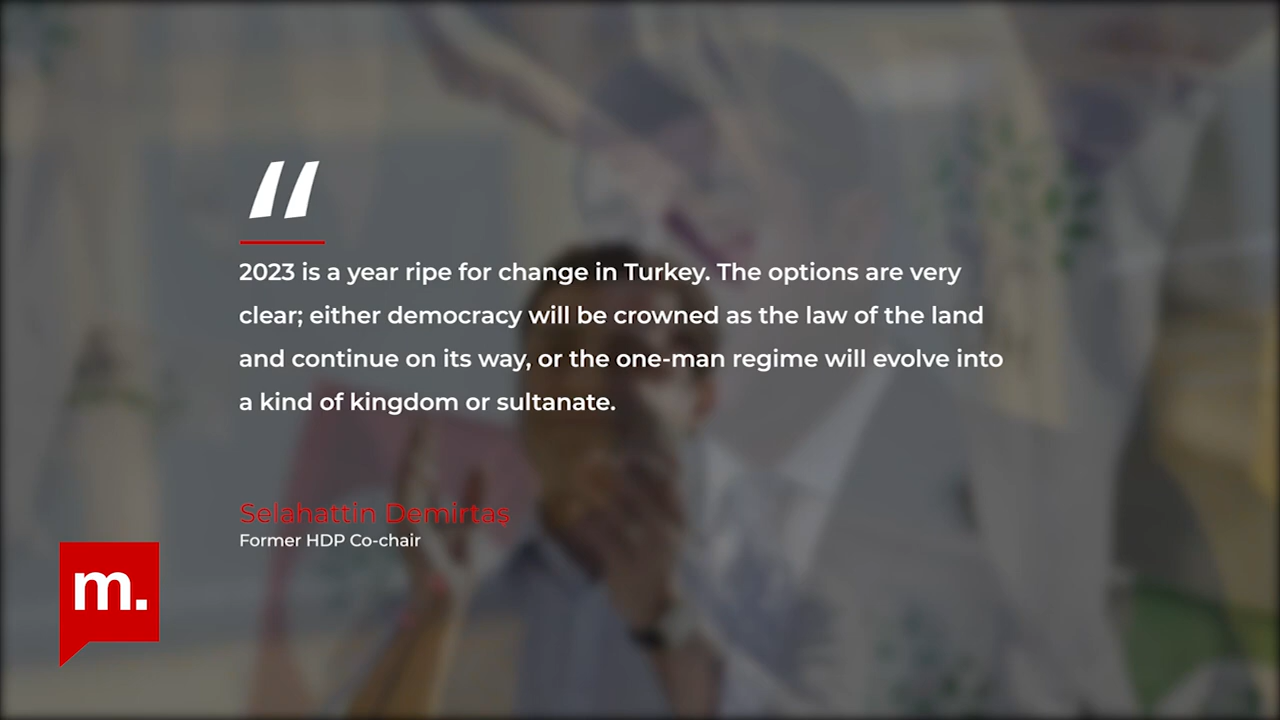 “
2023 is a year ripe for change in Turkey. The options are very
clear; either democracy will be crowned as the law of the land
and continue on its way, or the one-man regime will evolve into
a kind of kingdom or sultanate.
Selahattin Demirtaş
Former HDP Co-chair
m.